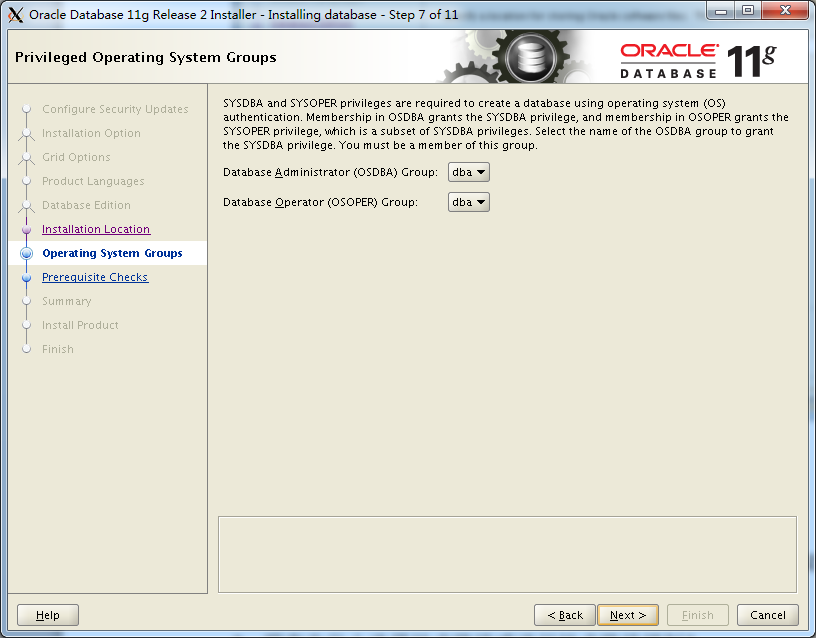 Oracle Database 11g Release 2 Installer - Installing database - Step 7 of 11
Privileged Operating System Groups
ORACLE
DATABASE
11g
Configure Security Updates
Installation Option
Grid Options
Product Languages
Database Edition
Installation Location
Operating System Groups
Prerequisite Checks
Summary
Install Product
Finish
SYSDBA and SYSOPER privileges are required to create a database using operating system (OS)
authentication. Membership in OSDBA grants the SYSDBA privilege, and membership in OSOPER grants the
SYSOPER privilege, which is a subset of SYSDBA privileges. Select the name of the OSDBA group to grant
the SYSDBA privilege. You must be a member of this group.
Database Administrator (OSDBA) Group: dba
Database Operator (OSOPER) Group: dba
Help
< Back
Next >
Finish
Cancel